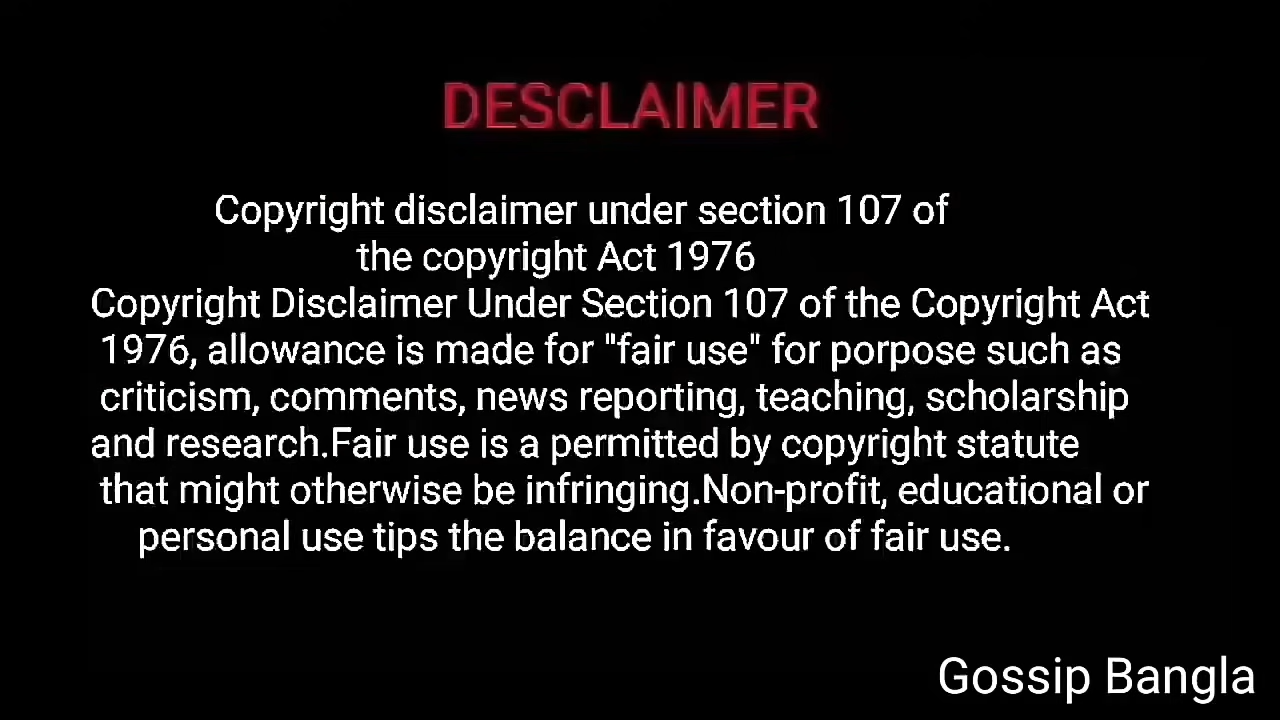 DESCLAIMER
Copyright disclaimer under section 107 of
the copyright Act 1976
Copyright Disclaimer Under Section 107 of the Copyright Act
1976, allowance is made for "fair use" for porpose such as
criticism, comments, news reporting, teaching, scholarship
and research.Fair use is a permitted by copyright statute
that might otherwise be infringing.Non-profit, educational or
personal use tips the balance in favour of fair use.
Gossip Bangla